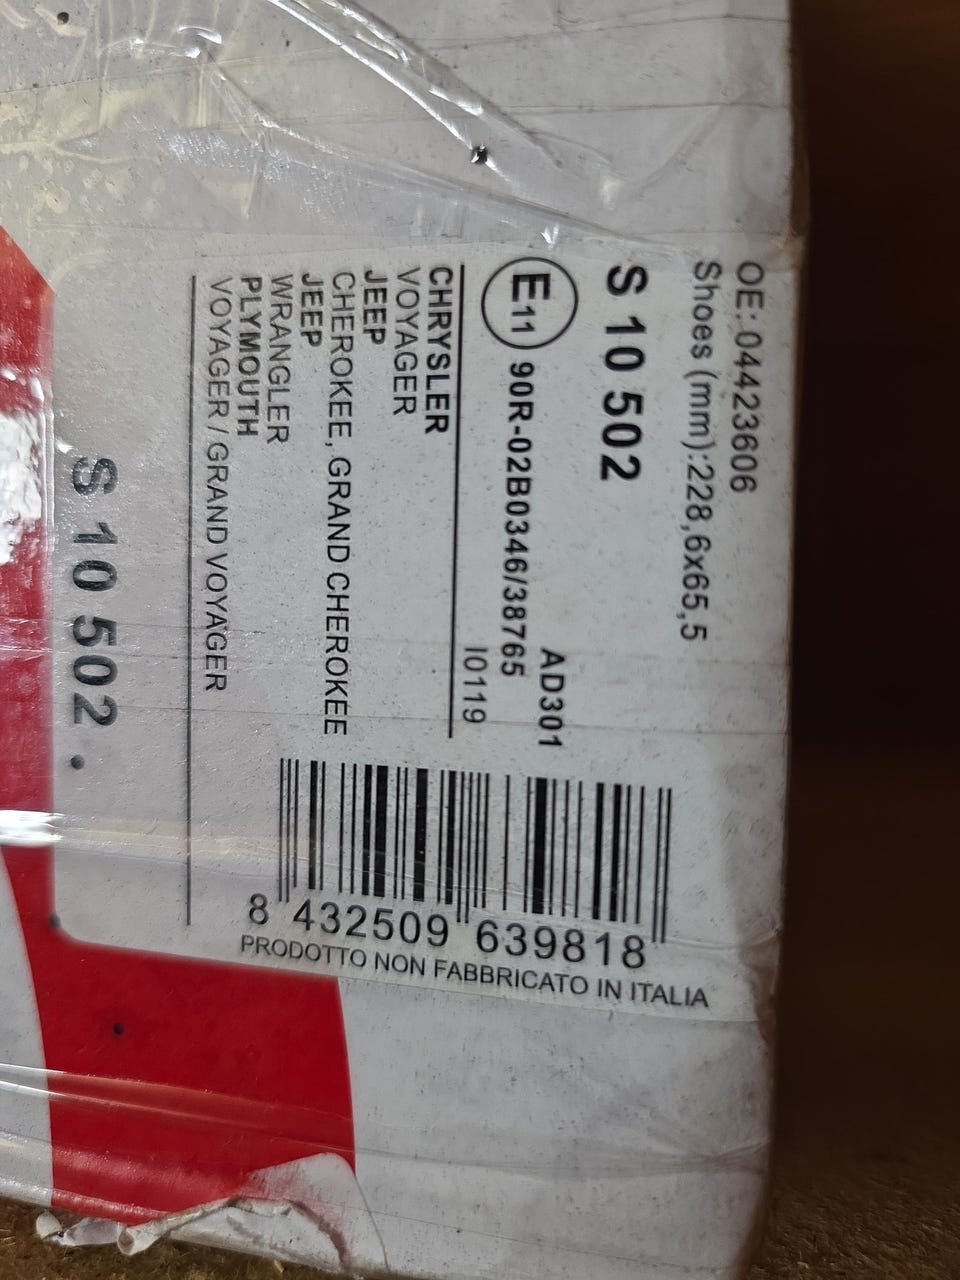 OE: 04423606
Shoes (mm):228,6x65,5
S 10 502
AD301
E11 90R-02B0346/38765
I0119
CHRYSLER
VOYAGER
JEEP
CHEROKEE, GRAND CHEROKEE
JEEP
WRANGLER
PLYMOUTH
VOYAGER / GRAND VOYAGER
8 432509 639818
PRODOTTO NON FABBRICATO IN ITALIA
S 10 502 .